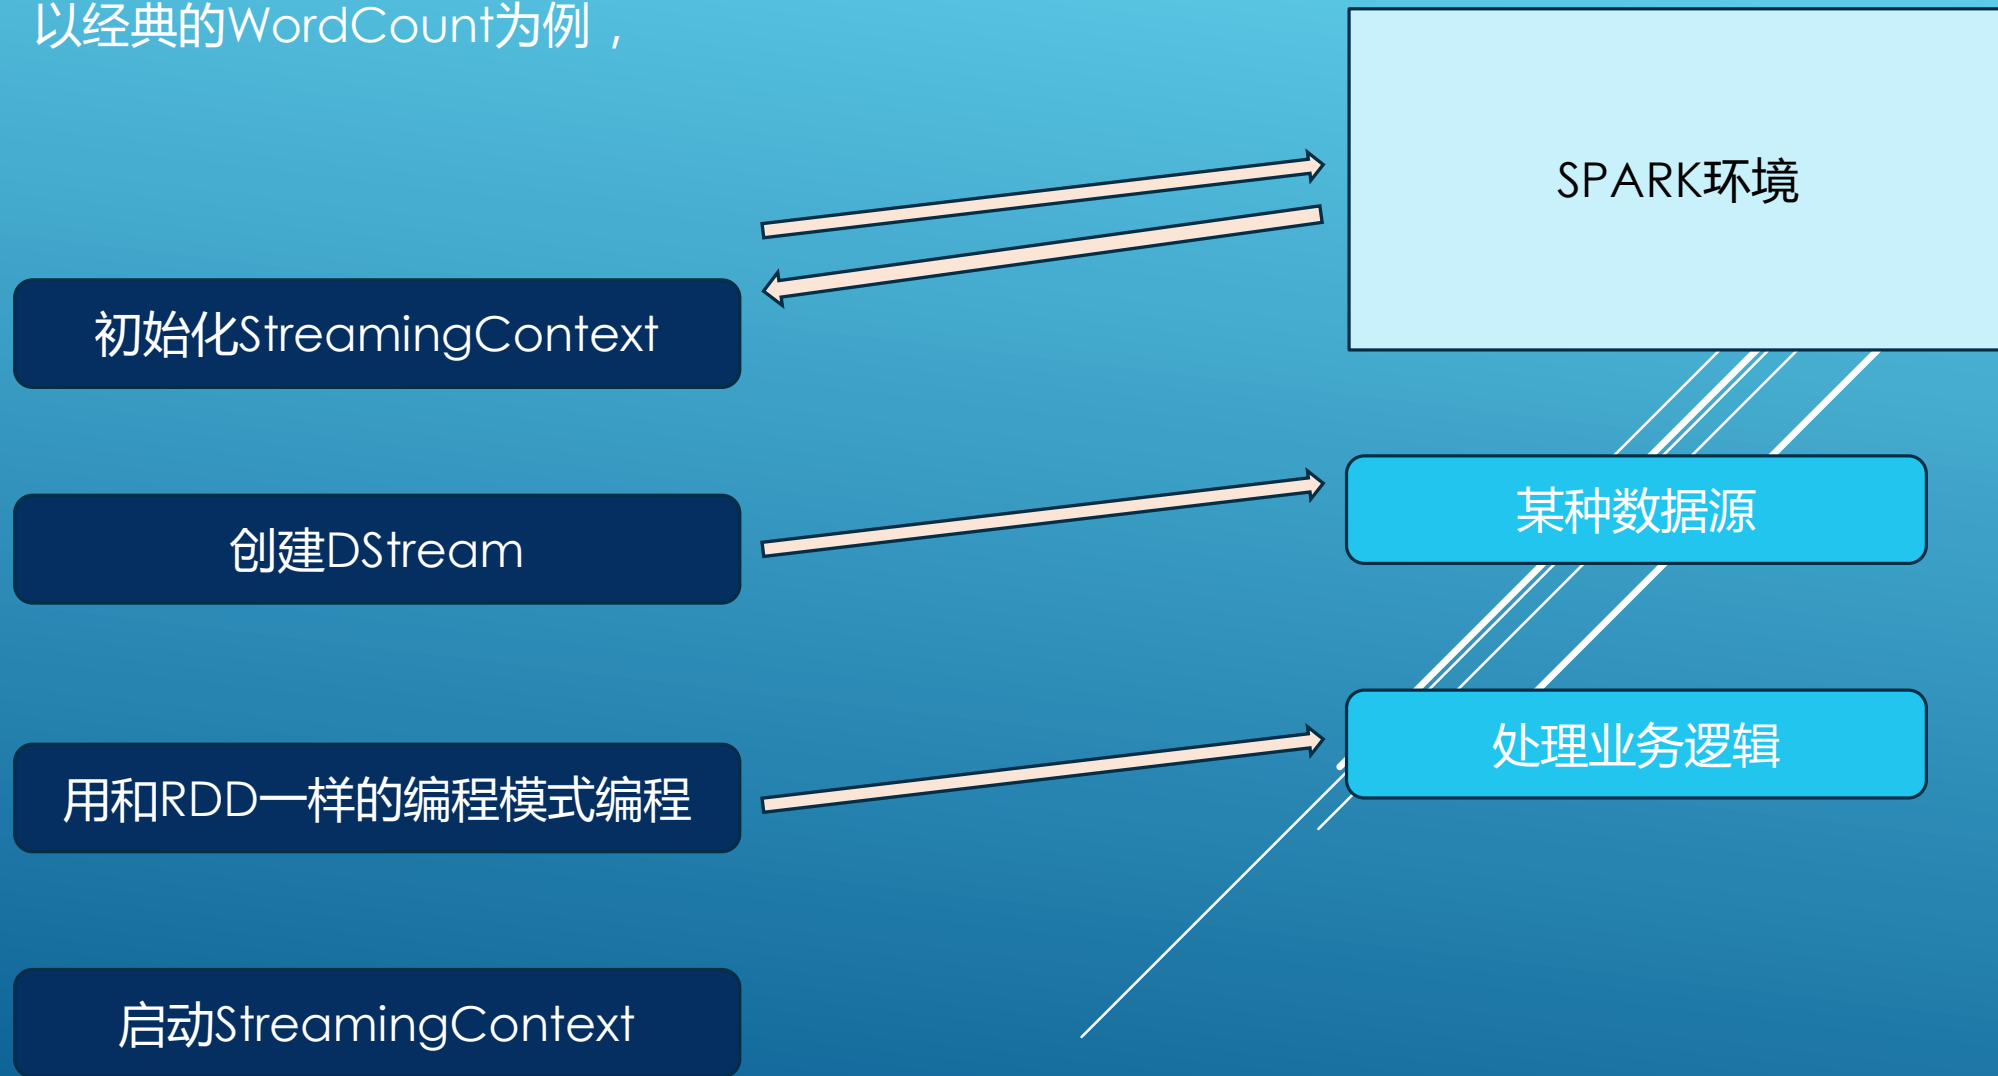 以经典的WordCount为例，
SPARK环境
初始化StreamingContext
某种数据源
创建DStream
处理业务逻辑
用和RDD一样的编程模式编程
启动StreamingContext